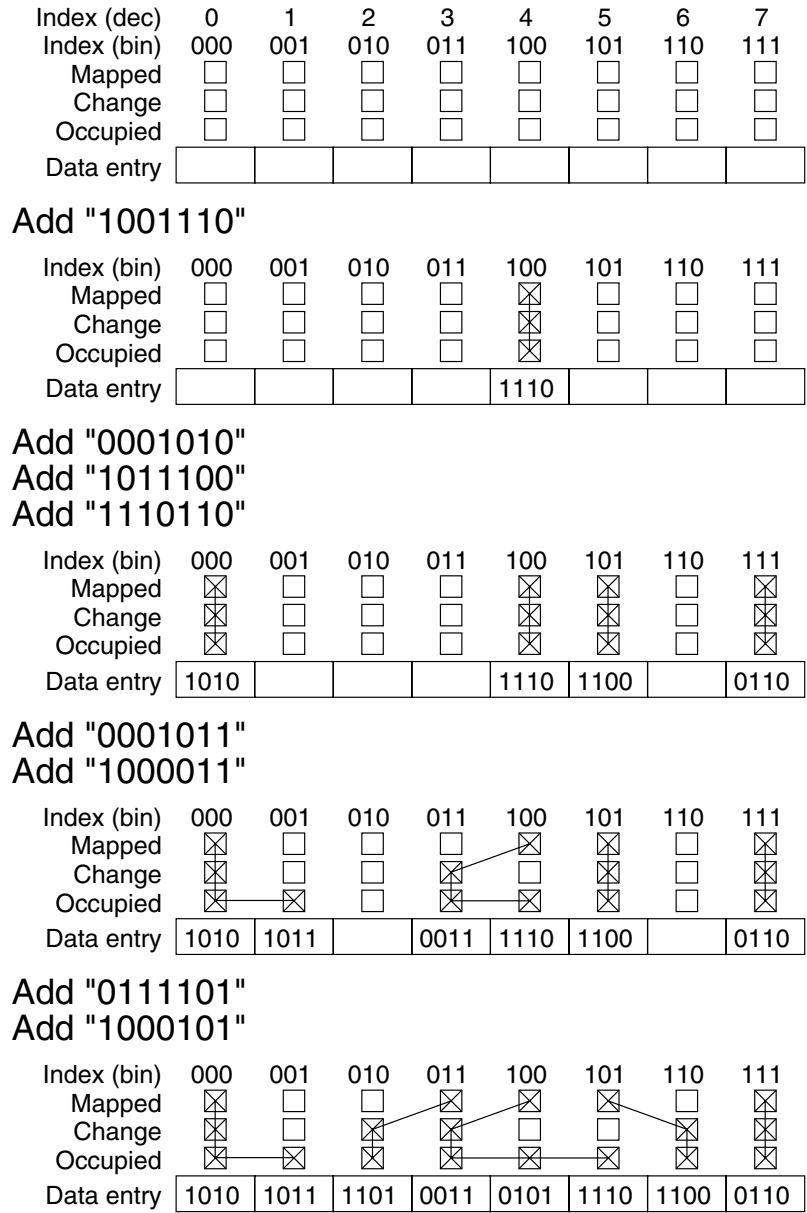 Index (dec) 0 1 2 3 4 5 6 7
Index (bin) 000 001 010 011 100 101 110 111
Mapped
Change
Occupied
Data entry
Add "1001110"
Index (bin) 000 001 010 011 100 101 110 111
Mapped
Change
Occupied
Data entry 1110
Add "0001010"
Add "1011100"
Add "1110110"
Index (bin) 000 001 010 011 100 101 110 111
Mapped
Change
Occupied
Data entry 1010 1110 1100 0110
Add "0001011"
Add "1000011"
Index (bin) 000 001 010 011 100 101 110 111
Mapped
Change
Occupied
Data entry 1010 1011 0011 1110 1100 0110
Add "0111101"
Add "1000101"
Index (bin) 000 001 010 011 100 101 110 111
Mapped
Change
Occupied
Data entry 1010 1011 1101 0011 0101 1110 1100 0110